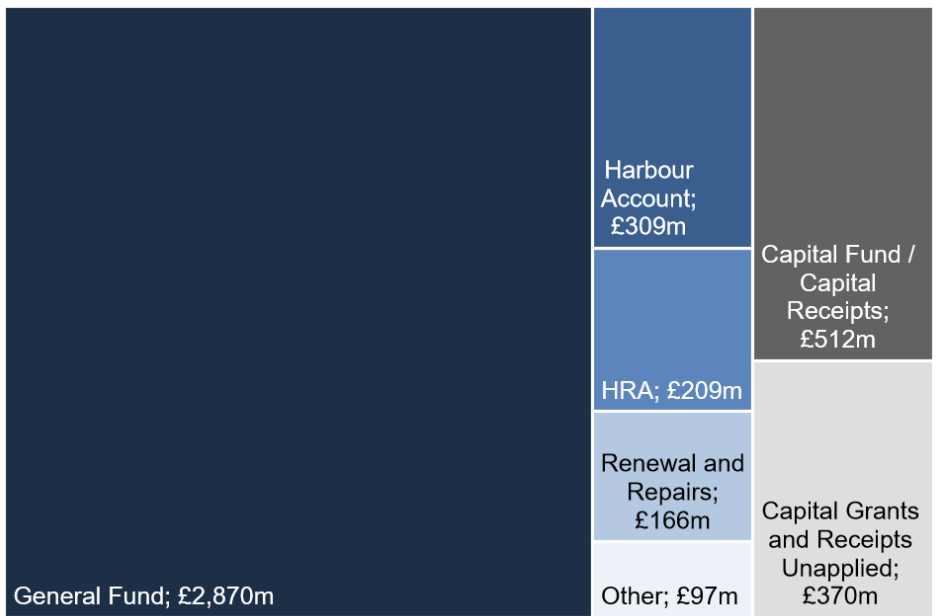 General Fund; £2,870m
Harbour
Account;
£309m
HRA; £209m
Renewal and
Repairs;
£166m
Other; £97m
Capital Fund /
Capital
Receipts;
£512m
Capital Grants
and Receipts
Unapplied;
£370m